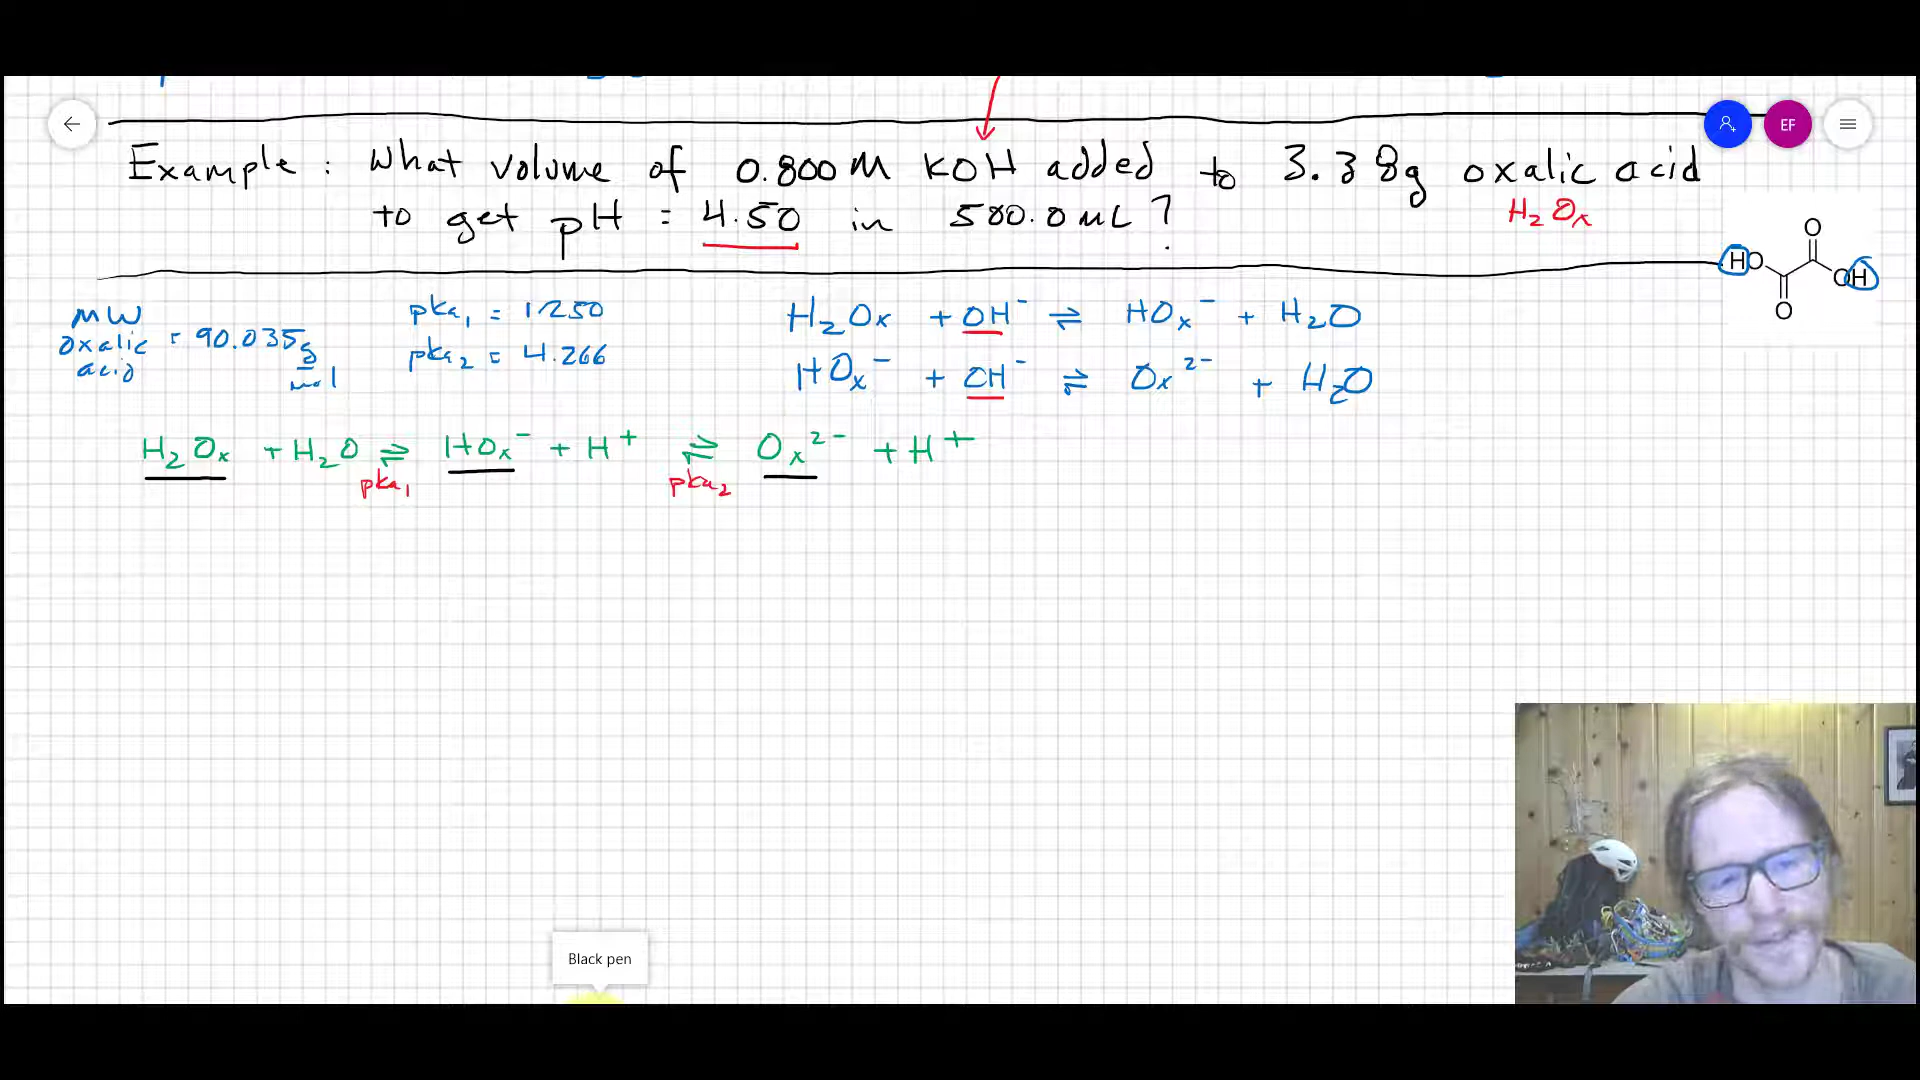 Example : What volume of 0.800 M KOH added to 3.38g oxalic acid
to get pH = 4.50 in 500.0 mL ?
H₂Ox
EF
O
HO
OH
O
MW
oxalic
acid
= 90.035 g/mol
pka₁ = 1.250
pka₂ = 4.266
H₂Ox + OH⁻ ⇌ HOx⁻ + H₂O
HOx⁻ + OH⁻ ⇌ Ox²⁻ + H₂O
H₂Ox + H₂O ⇌ HOx⁻ + H⁺ ⇌ Ox²⁻ + H⁺
pka₁ pka₂
Black pen